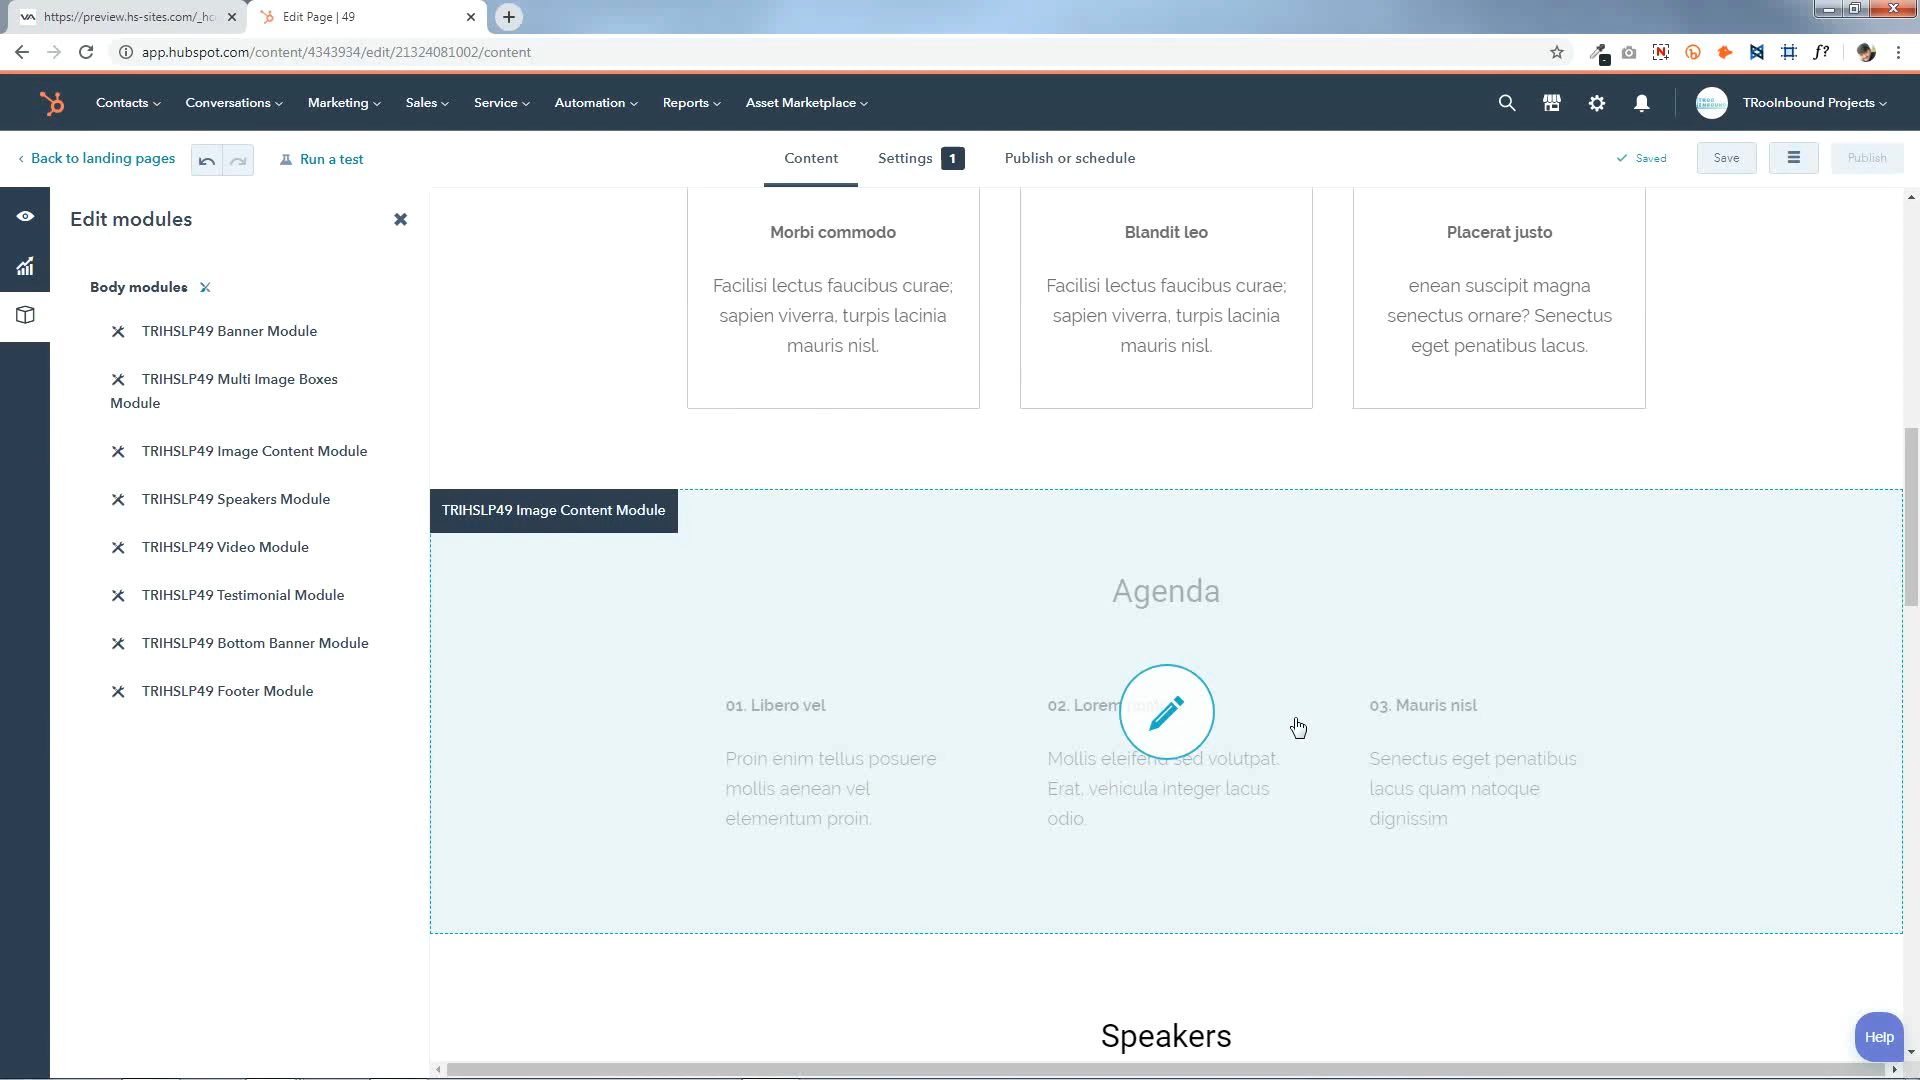 https://preview.hs-sites.com/_hc
Edit Page | 49
app.hubspot.com/content/4343934/edit/21324081002/content
Contacts
Conversations
Marketing
Sales
Service
Automation
Reports
Asset Marketplace
TRooInbound Projects
Back to landing pages
Run a test
Content
Settings 1
Publish or schedule
Saved
Save
Publish
Edit modules
Body modules
TRIHSLP49 Banner Module
TRIHSLP49 Multi Image Boxes
Module
TRIHSLP49 Image Content Module
TRIHSLP49 Speakers Module
TRIHSLP49 Video Module
TRIHSLP49 Testimonial Module
TRIHSLP49 Bottom Banner Module
TRIHSLP49 Footer Module
Morbi commodo
Facilisi lectus faucibus curae;
sapien viverra, turpis lacinia
mauris nisl.
Blandit leo
Facilisi lectus faucibus curae;
sapien viverra, turpis lacinia
mauris nisl.
Placerat justo
enean suscipit magna
senectus ornare? Senectus
eget penatibus lacus.
TRIHSLP49 Image Content Module
Agenda
01. Libero vel
Proin enim tellus posuere
mollis aenean vel
elementum proin.
02. Lorem
Mollis eleifend sed volutpat.
Erat, vehicula integer lacus
odio.
03. Mauris nisl
Senectus eget penatibus
lacus quam natoque
dignissim
Speakers
Help